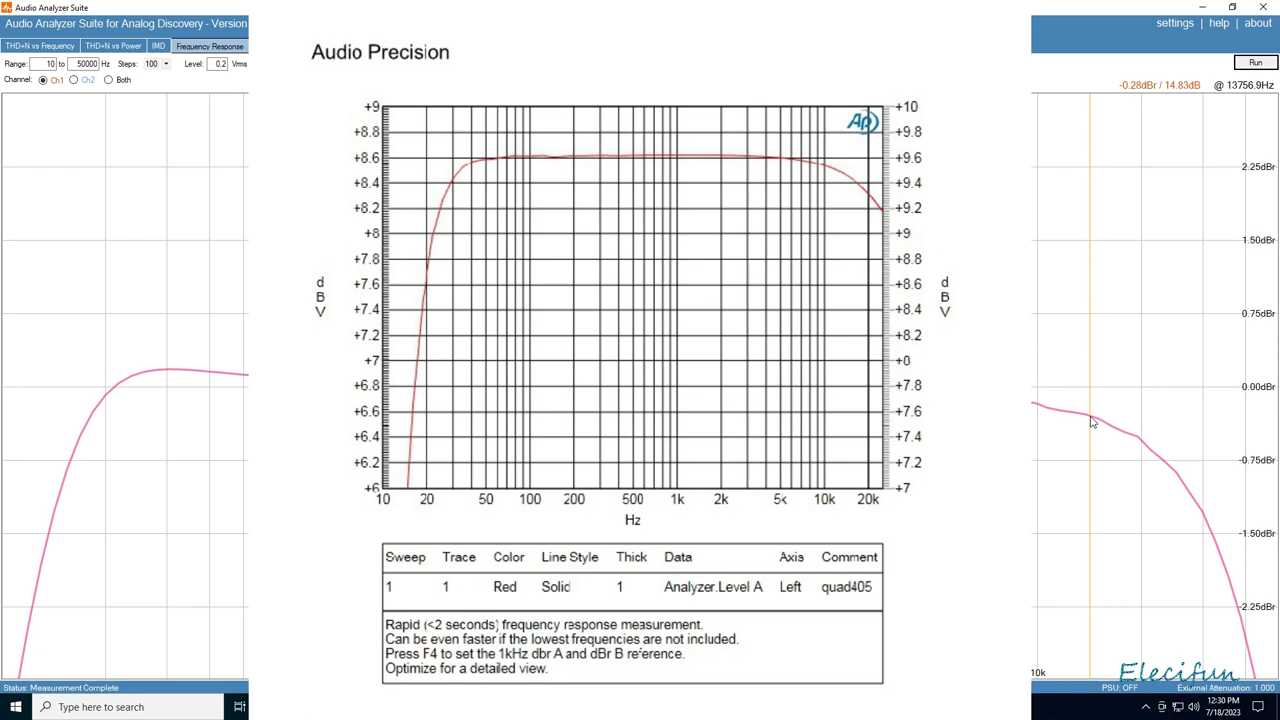 Audio Analyzer Suite
Audio Analyzer Suite for Analog Discovery - Version
settings | help | about
THD+N vs Frequency THD+N vs Power IMD Frequency Response
Range: 10 to 50000 Hz Steps: 100 Level: 0.2 Vrms
Run
Channel: Ch1 Ch2 Both
-0.28dBr / 14.83dB @ 13756.9Hz
Audio Precision
Ap
+9 +10
+8.8 +9.8
+8.6 +9.6
+8.4 +9.4
+8.2 +9.2
+8 +9
+7.8 +8.8
+7.6 +8.6
+7.4 +8.4
+7.2 +8.2
+7 +8
+6.8 +7.8
+6.6 +7.6
+6.4 +7.4
+6.2 +7.2
+6 +7
d
B
V
d
B
V
10 20 50 100 200 500 1k 2k 5k 10k 20k
Hz
Sweep Trace Color Line Style Thick Data Axis Comment
1 1 Red Solid 1 Analyzer.Level A Left quad405
Rapid (<2 seconds) frequency response measurement.
Can be even faster if the lowest frequencies are not included.
Press F4 to set the 1kHz dbr A and dBr B reference.
Optimize for a detailed view.
2.25dBr
1.50dBr
0.75dBr
0.00dBr
-0.75dBr
-1.50dBr
-2.25dBr
10k
Elecifun
Status: Measurement Complete
PSU: OFF External Attenuation: 1.000
Type here to search
12:30 PM
7/18/2023